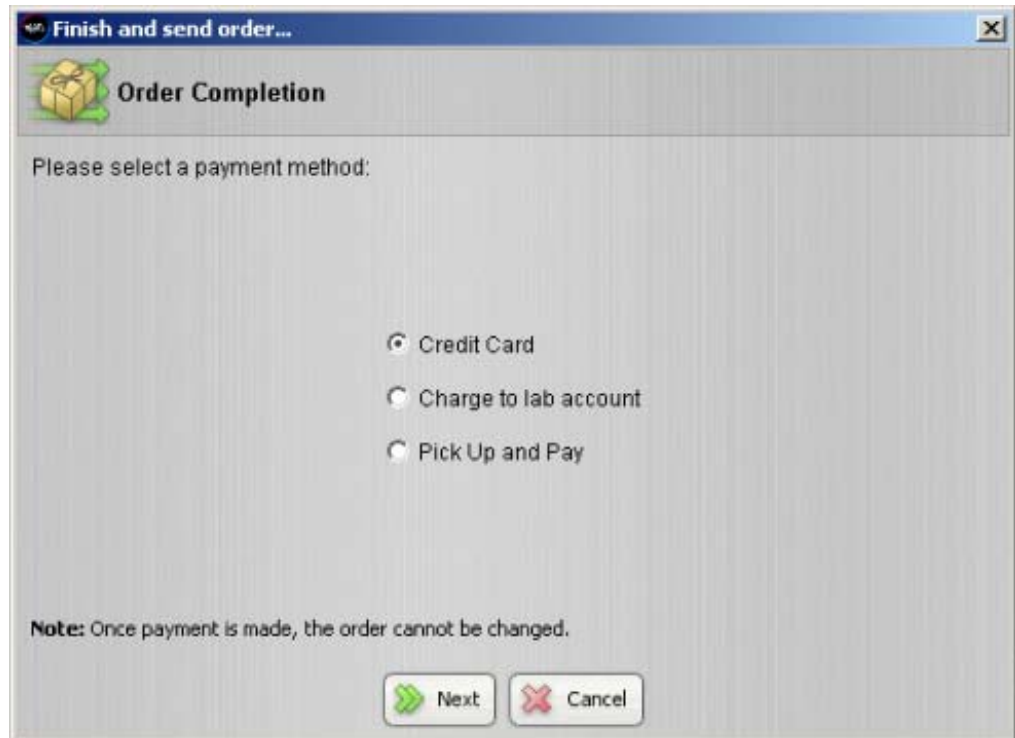 Finish and send order...
Order Completion
Please select a payment method:
Credit Card
Charge to lab account
Pick Up and Pay
Note: Once payment is made, the order cannot be changed.
Next Cancel